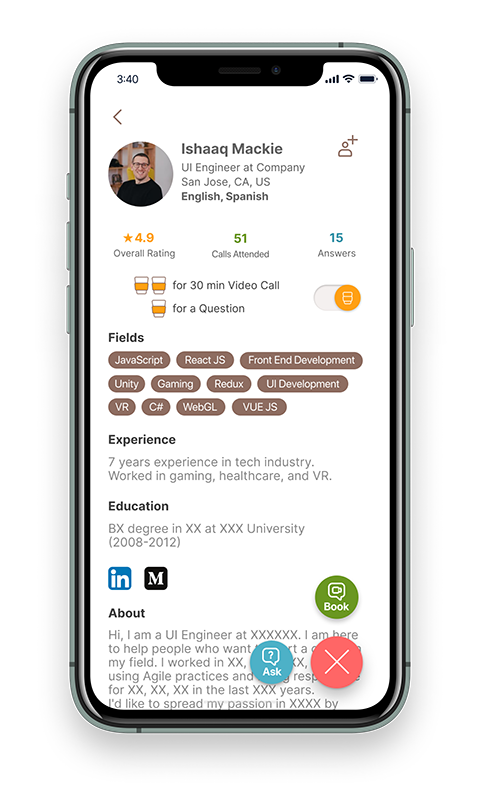 3:40
Ishaaq Mackie
UI Engineer at Company
San Jose, CA, US
English, Spanish
4.9
51
15
Overall Rating
Calls Attended
Answers
for 30 min Video Call
for a Question
Fields
JavaScript React JS Front End Development
Unity Gaming Redux UI Development
VR C# WebGL VUE JS
Experience
7 years experience in tech industry.
Worked in gaming, healthcare, and VR.
Education
BX degree in XX at XXX University
(2008-2012)
in M
Book
About
Hi, I am a UI Engineer at XXXXXX. I am here
to help people who want
my field. I worked in XX,
using Agile practices and
for XX, XX, XX in the last XXX years.
I'd like to spread my passion in XXXX by
Ask